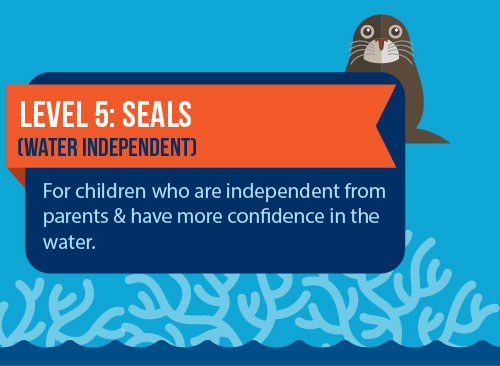 LEVEL 5: SEALS
(WATER INDEPENDENT)
For children who are independent from
parents & have more confidence in the
water.